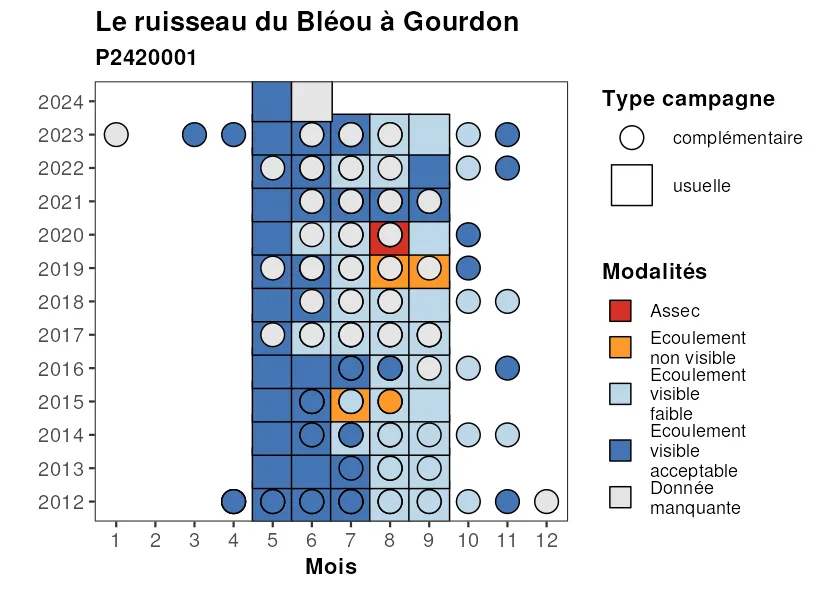 Le ruisseau du Bléou à Gourdon
P2420001
2024
2023
2022
2021
2020
2019
2018
2017
2016
2015
2014
2013
2012
1 2 3 4 5 6 7 8 9 10 11 12
Mois
Type campagne
complémentaire
usuelle
Modalités
Assec
Ecoulement
non visible
Ecoulement
visible
faible
Ecoulement
visible
acceptable
Donnée
manquante